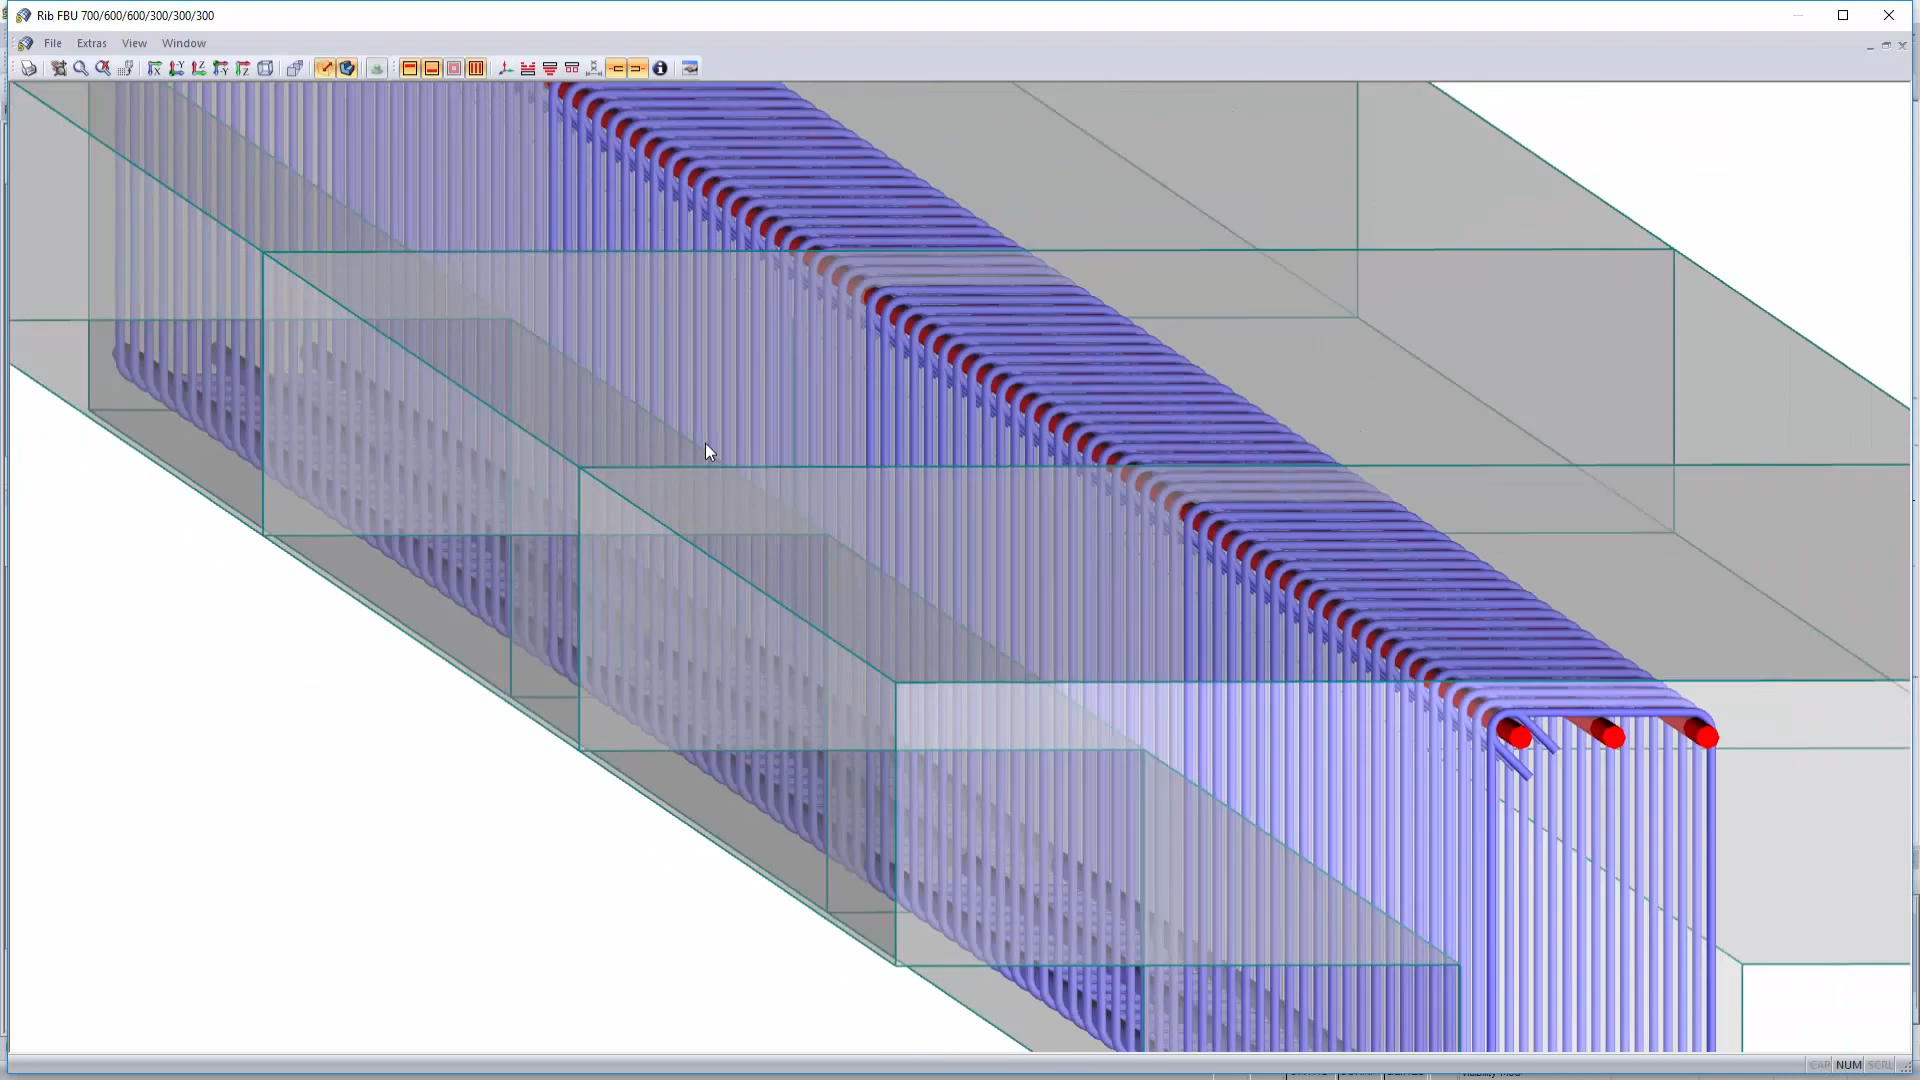 Rib FBU 700/600/600/300/300/300
File Extras View Window
CAP NUM SCRL